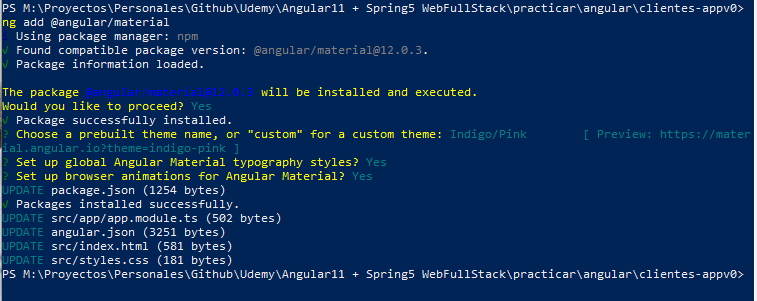 PS M:\Proyectos\Personales\Github\Udemy\Angular11 + Spring5 WebFullStack\practicar\angular\clientes-appv0>
ng add @angular/material
i Using package manager: npm
√ Found compatible package version: @angular/material@12.0.3.
√ Package information loaded.
The package @angular/material@12.0.3 will be installed and executed.
Would you like to proceed? Yes
√ Package successfully installed.
? Choose a prebuilt theme name, or "custom" for a custom theme: Indigo/Pink [ Preview: https://mater
ial.angular.io?theme=indigo-pink ]
? Set up global Angular Material typography styles? Yes
? Set up browser animations for Angular Material? Yes
UPDATE package.json (1254 bytes)
√ Packages installed successfully.
UPDATE src/app/app.module.ts (502 bytes)
UPDATE angular.json (3251 bytes)
UPDATE src/index.html (581 bytes)
UPDATE src/styles.css (181 bytes)
PS M:\Proyectos\Personales\Github\Udemy\Angular11 + Spring5 WebFullStack\practicar\angular\clientes-appv0>